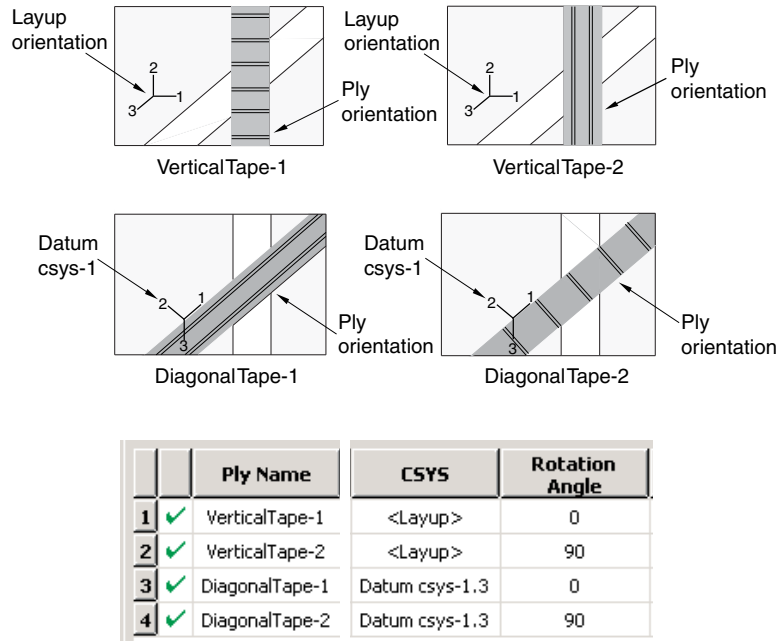 Layup
orientation
2
1
3
Ply
orientation
VerticalTape-1
Layup
orientation
2
1
3
Ply
orientation
VerticalTape-2
Datum
csys-1
2
1
3
Ply
orientation
DiagonalTape-1
Datum
csys-1
2
1
3
Ply
orientation
DiagonalTape-2
Ply Name CSYS Rotation Angle
1 VerticalTape-1 <Layup> 0
2 VerticalTape-2 <Layup> 90
3 DiagonalTape-1 Datum csys-1.3 0
4 DiagonalTape-2 Datum csys-1.3 90